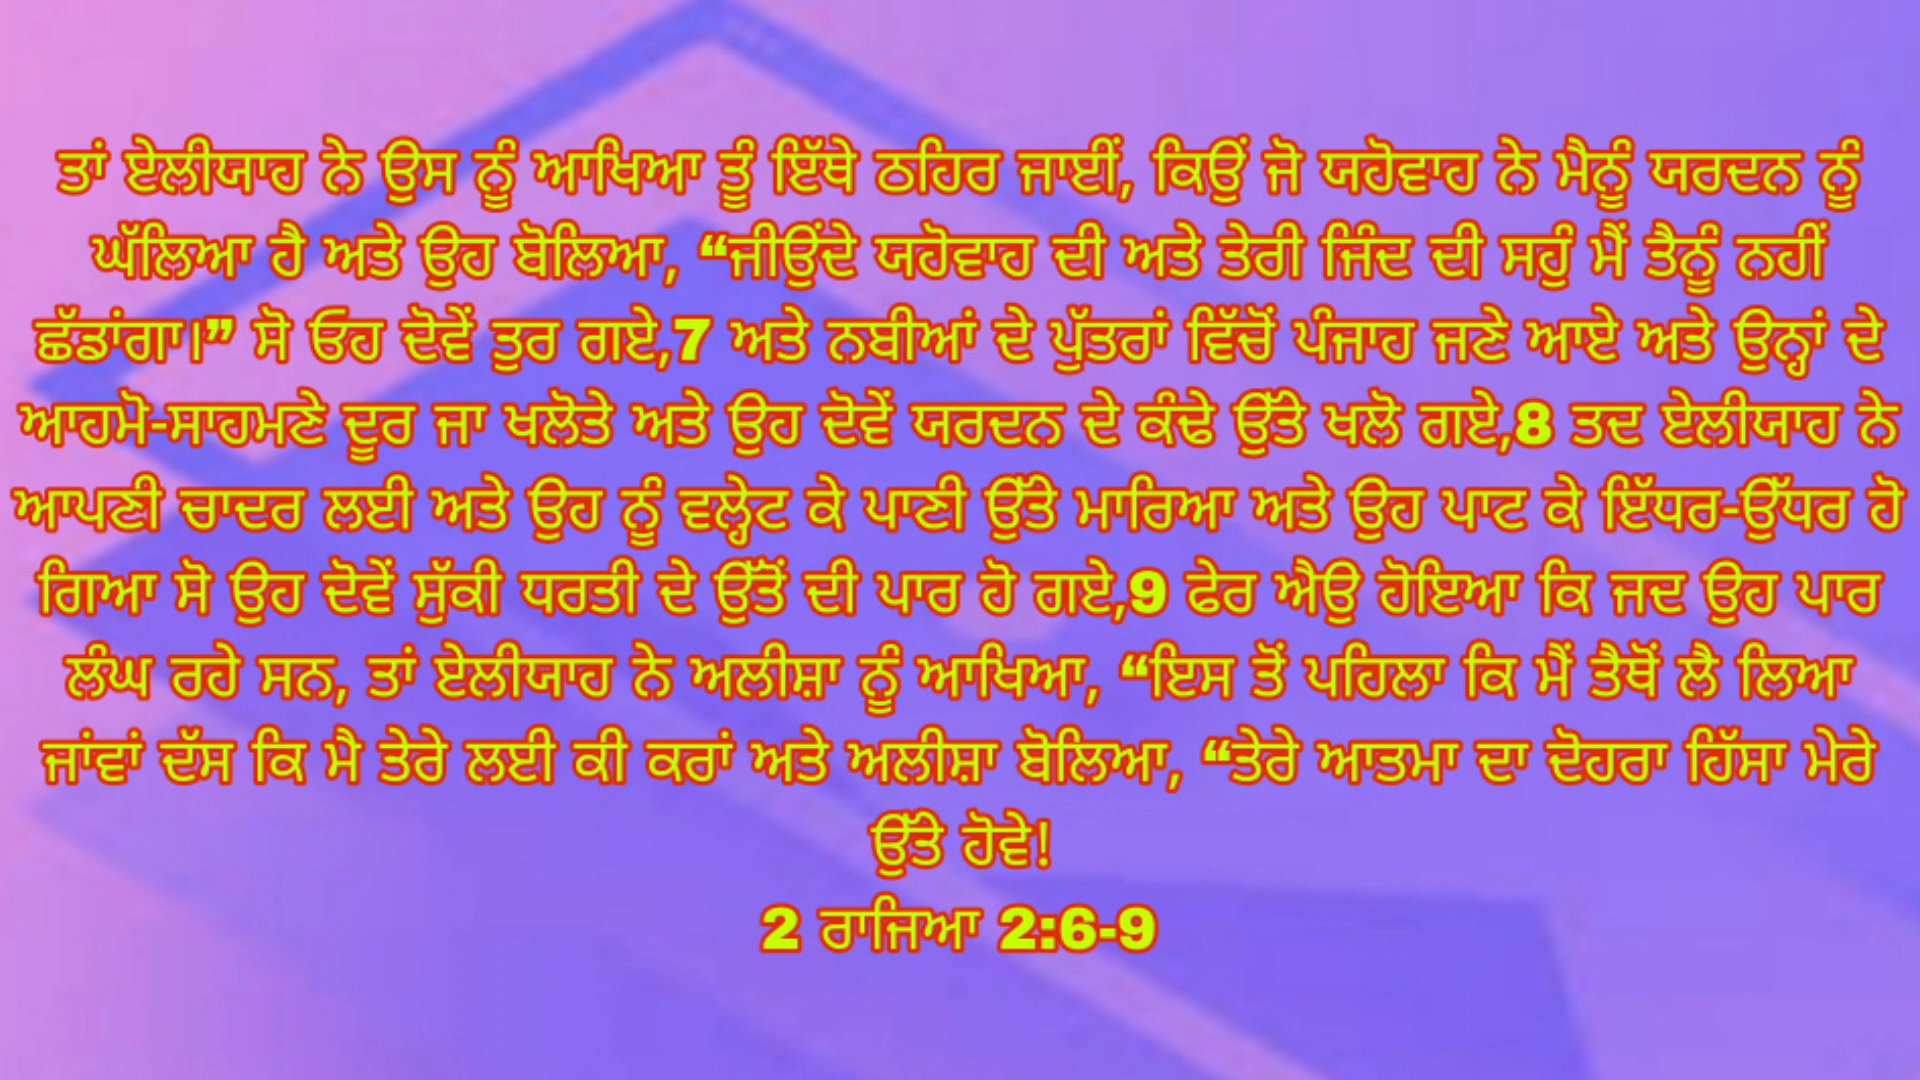 ਤਾਂ ਏਲੀਯਾਹ ਨੇ ਉਸ ਨੂੰ ਆਖਿਆ ਤੂੰ ਇੱਥੇ ਠਹਿਰ ਜਾਈਂ, ਕਿਉਂ ਜੋ ਯਹੋਵਾਹ ਨੇ ਮੈਨੂੰ ਯਰਦਨ ਨੂੰ
ਘੱਲਿਆ ਹੈ ਅਤੇ ਉਹ ਬੋਲਿਆ, “ਜੀਉਂਦੇ ਯਹੋਵਾਹ ਦੀ ਅਤੇ ਤੇਰੀ ਜਿੰਦ ਦੀ ਸਹੁੰ ਮੈਂ ਤੈਨੂੰ ਨਹੀਂ
ਛੱਡਾਂਗਾ।” ਸੋ ਓਹ ਦੋਵੇਂ ਤੁਰ ਗਏ,7 ਅਤੇ ਨਬੀਆਂ ਦੇ ਪੁੱਤਰਾਂ ਵਿੱਚੋਂ ਪੰਜਾਹ ਜਣੇ ਆਏ ਅਤੇ ਉਨ੍ਹਾਂ ਦੇ
ਆਹਮੋ-ਸਾਹਮਣੇ ਦੂਰ ਜਾ ਖਲੋਤੇ ਅਤੇ ਉਹ ਦੋਵੇਂ ਯਰਦਨ ਦੇ ਕੰਢੇ ਉੱਤੇ ਖਲੋ ਗਏ,8 ਤਦ ਏਲੀਯਾਹ ਨੇ
ਆਪਣੀ ਚਾਦਰ ਲਈ ਅਤੇ ਉਹ ਨੂੰ ਵਲ੍ਹੇਟ ਕੇ ਪਾਣੀ ਉੱਤੇ ਮਾਰਿਆ ਅਤੇ ਉਹ ਪਾਟ ਕੇ ਇੱਧਰ-ਉੱਧਰ ਹੋ
ਗਿਆ ਸੋ ਉਹ ਦੋਵੇਂ ਸੁੱਕੀ ਧਰਤੀ ਦੇ ਉੱਤੋਂ ਦੀ ਪਾਰ ਹੋ ਗਏ,9 ਫੇਰ ਐਉ ਹੋਇਆ ਕਿ ਜਦ ਉਹ ਪਾਰ
ਲੰਘ ਰਹੇ ਸਨ, ਤਾਂ ਏਲੀਯਾਹ ਨੇ ਅਲੀਸ਼ਾ ਨੂੰ ਆਖਿਆ, “ਇਸ ਤੋਂ ਪਹਿਲਾ ਕਿ ਮੈਂ ਤੈਥੋਂ ਲੈ ਲਿਆ
ਜਾਂਵਾਂ ਦੱਸ ਕਿ ਮੈ ਤੇਰੇ ਲਈ ਕੀ ਕਰਾਂ ਅਤੇ ਅਲੀਸ਼ਾ ਬੋਲਿਆ, “ਤੇਰੇ ਆਤਮਾ ਦਾ ਦੋਹਰਾ ਹਿੱਸਾ ਮੇਰੇ
ਉੱਤੇ ਹੋਵੇ!
2 ਰਾਜਿਆ 2:6-9